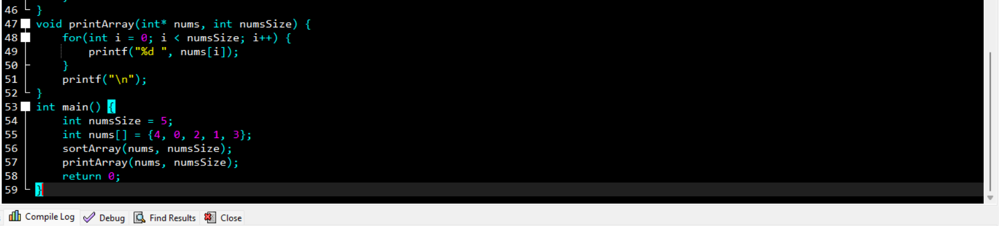 46 }
47 void printArray(int* nums, int numsSize) {
48 for(int i = 0; i < numsSize; i++) {
49 printf("%d ", nums[i]);
50 }
51 printf("\n");
52 }
53 int main() {
54 int numsSize = 5;
55 int nums[] = {4, 0, 2, 1, 3};
56 sortArray(nums, numsSize);
57 printArray(nums, numsSize);
58 return 0;
59 }
Compile Log Debug Find Results Close